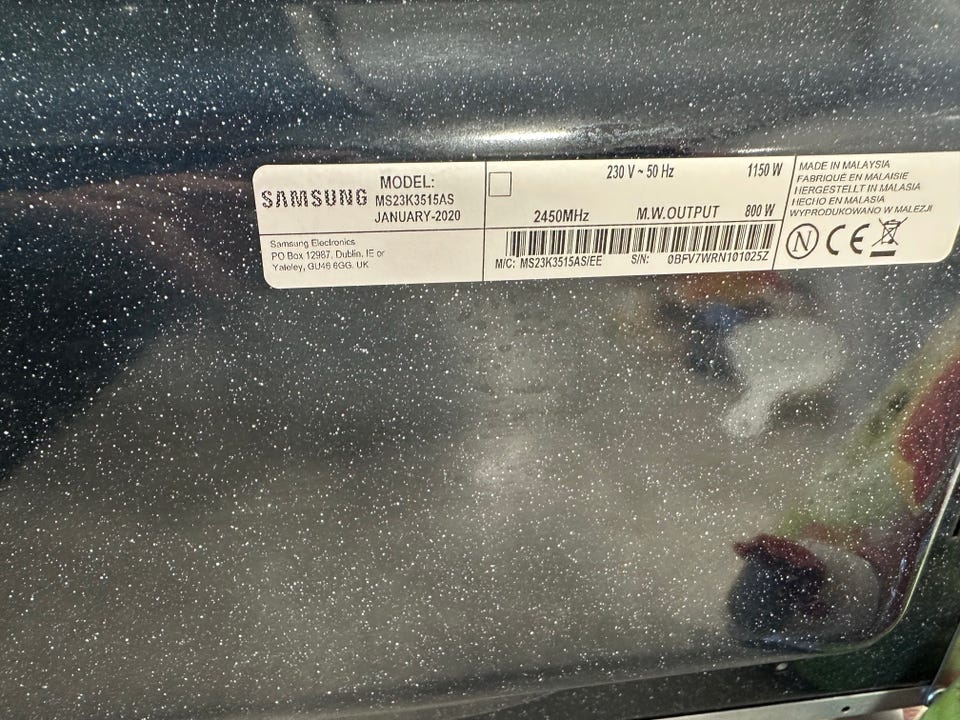 SAMSUNG
MODEL:
MS23K3515AS
JANUARY-2020
Samsung Electronics
PO Box 12987, Dublin. IE or
Yateley, GU46 6GG. UK
230 V ~ 50 Hz 1150 W
2450MHz M.W.OUTPUT 800 W
M/C: MS23K3515AS/EE S/N: 0BFV7WRN101025Z
MADE IN MALAYSIA
FABRIQUÉ EN MALAISIE
HERGESTELLT IN MALASIA
HECHO EN MALASIA
WYPRODUKOWANO W MALEZJI
N CE